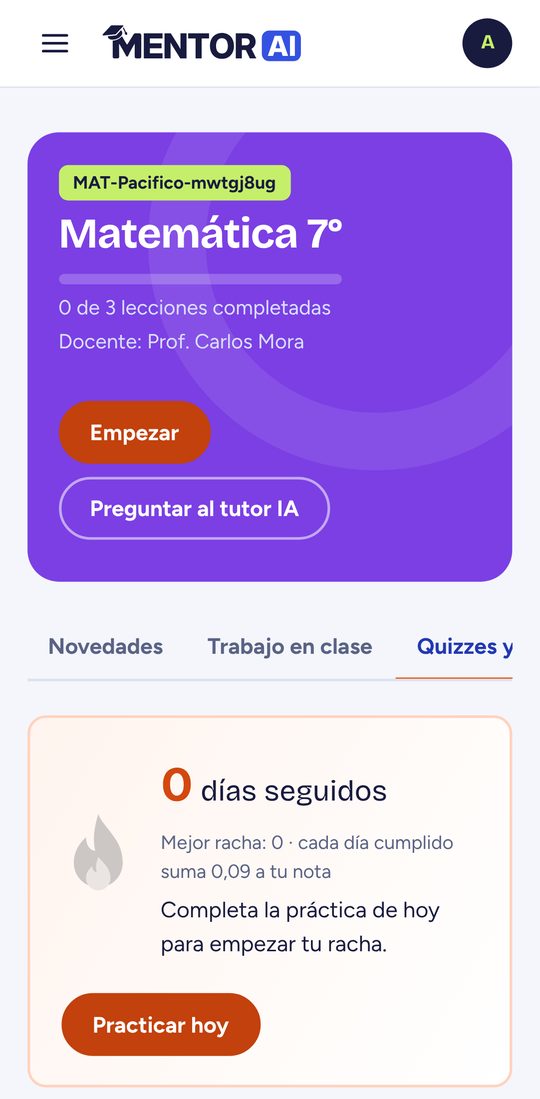 MENTOR AI
A
MAT-Pacifico-mwtgj8ug
Matemática 7°
0 de 3 lecciones completadas
Docente: Prof. Carlos Mora
Empezar
Preguntar al tutor IA
Novedades Trabajo en clase Quizzes y
0 días seguidos
Mejor racha: 0 · cada día cumplido
suma 0,09 a tu nota
Completa la práctica de hoy
para empezar tu racha.
Practicar hoy